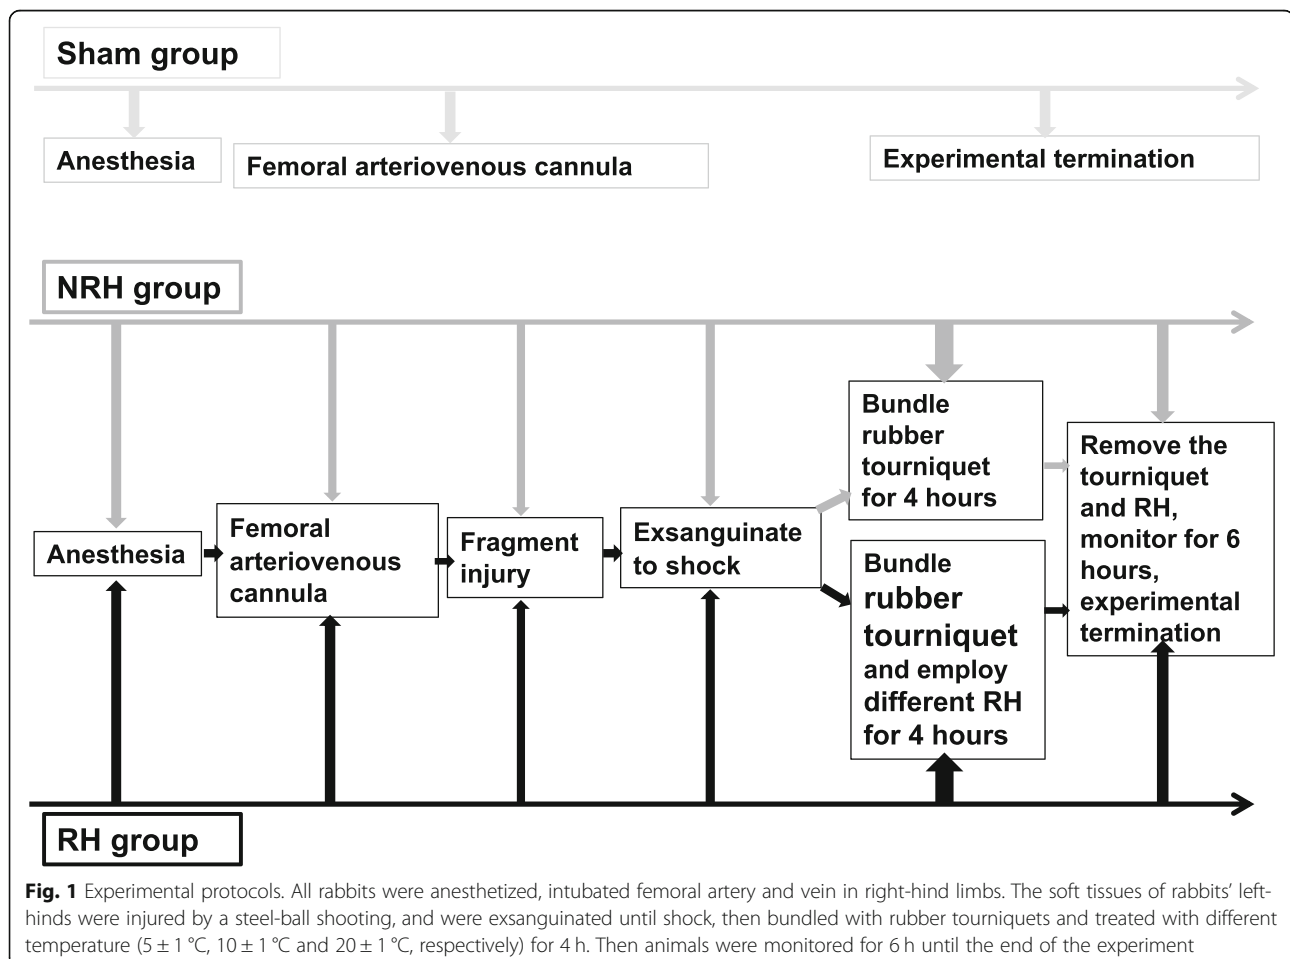 Sham group
Anesthesia
Femoral arteriovenous cannula
Experimental termination
NRH group
Anesthesia
Femoral
arteriovenous
cannula
Fragment
injury
Exsanguinate
to shock
Bundle
rubber
tourniquet
for 4 hours
Bundle
rubber
tourniquet
and employ
different RH
for 4 hours
Remove the
tourniquet
and RH,
monitor for 6
hours,
experimental
termination
RH group
Fig. 1 Experimental protocols. All rabbits were anesthetized, intubated femoral artery and vein in right-hind limbs. The soft tissues of rabbits’ left-
hinds were injured by a steel-ball shooting, and were exsanguinated until shock, then bundled with rubber tourniquets and treated with different
temperature (5 ± 1 °C, 10 ± 1 °C and 20 ± 1 °C, respectively) for 4 h. Then animals were monitored for 6 h until the end of the experiment